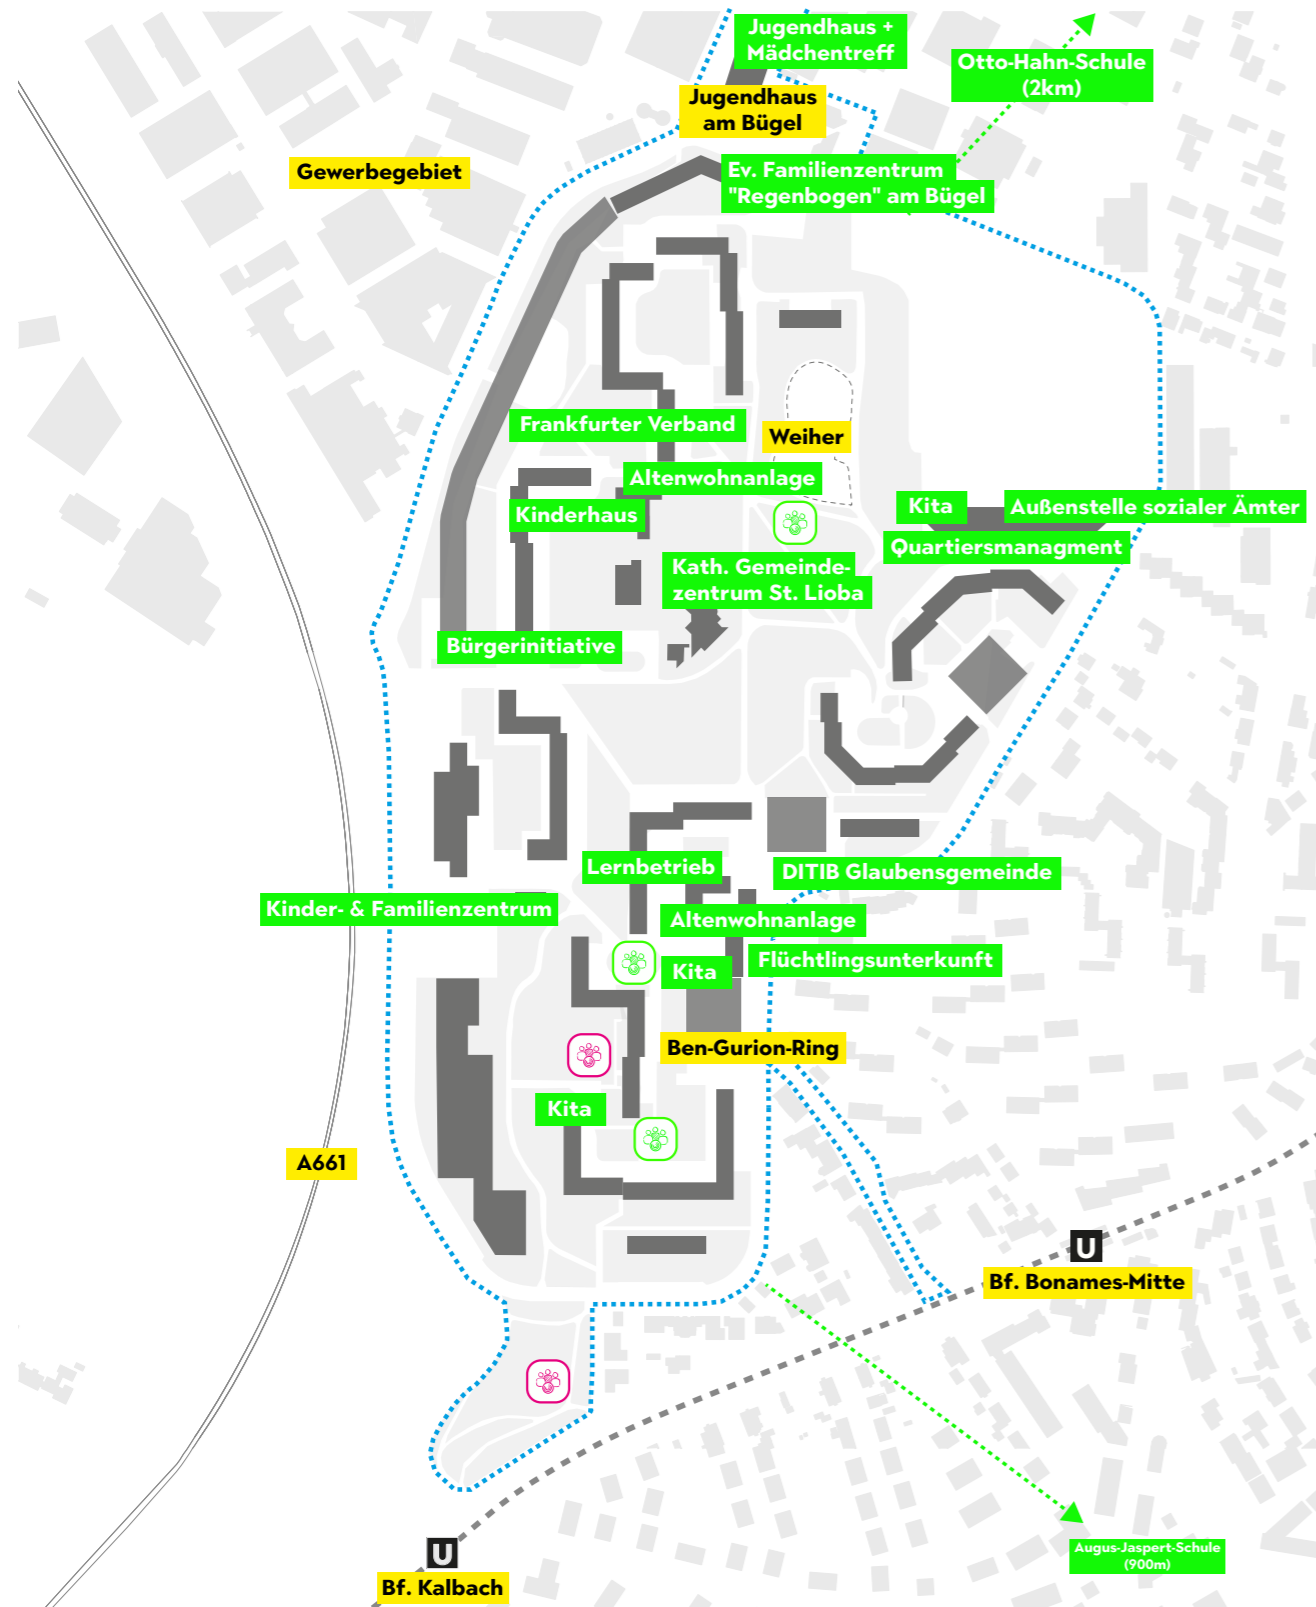 Jugendhaus +
Mädchentreff
Otto-Hahn-Schule
(2km)
Jugendhaus
am Bügel
Gewerbegebiet
Ev. Familienzentrum
"Regenbogen" am Bügel
Frankfurter Verband
Weiher
Altenwohnanlage
Kinderhaus
Kita
Außenstelle sozialer Ämter
Quartiersmanagment
Kath. Gemeinde-
zentrum St. Lioba
Bürgerinitiative
Lernbetrieb
DITIB Glaubensgemeinde
Kinder- & Familienzentrum
Altenwohnanlage
Flüchtlingsunterkunft
Kita
Ben-Gurion-Ring
Kita
A661
U
Bf. Bonames-Mitte
U
Bf. Kalbach
Augus-Jaspert-Schule
(900m)